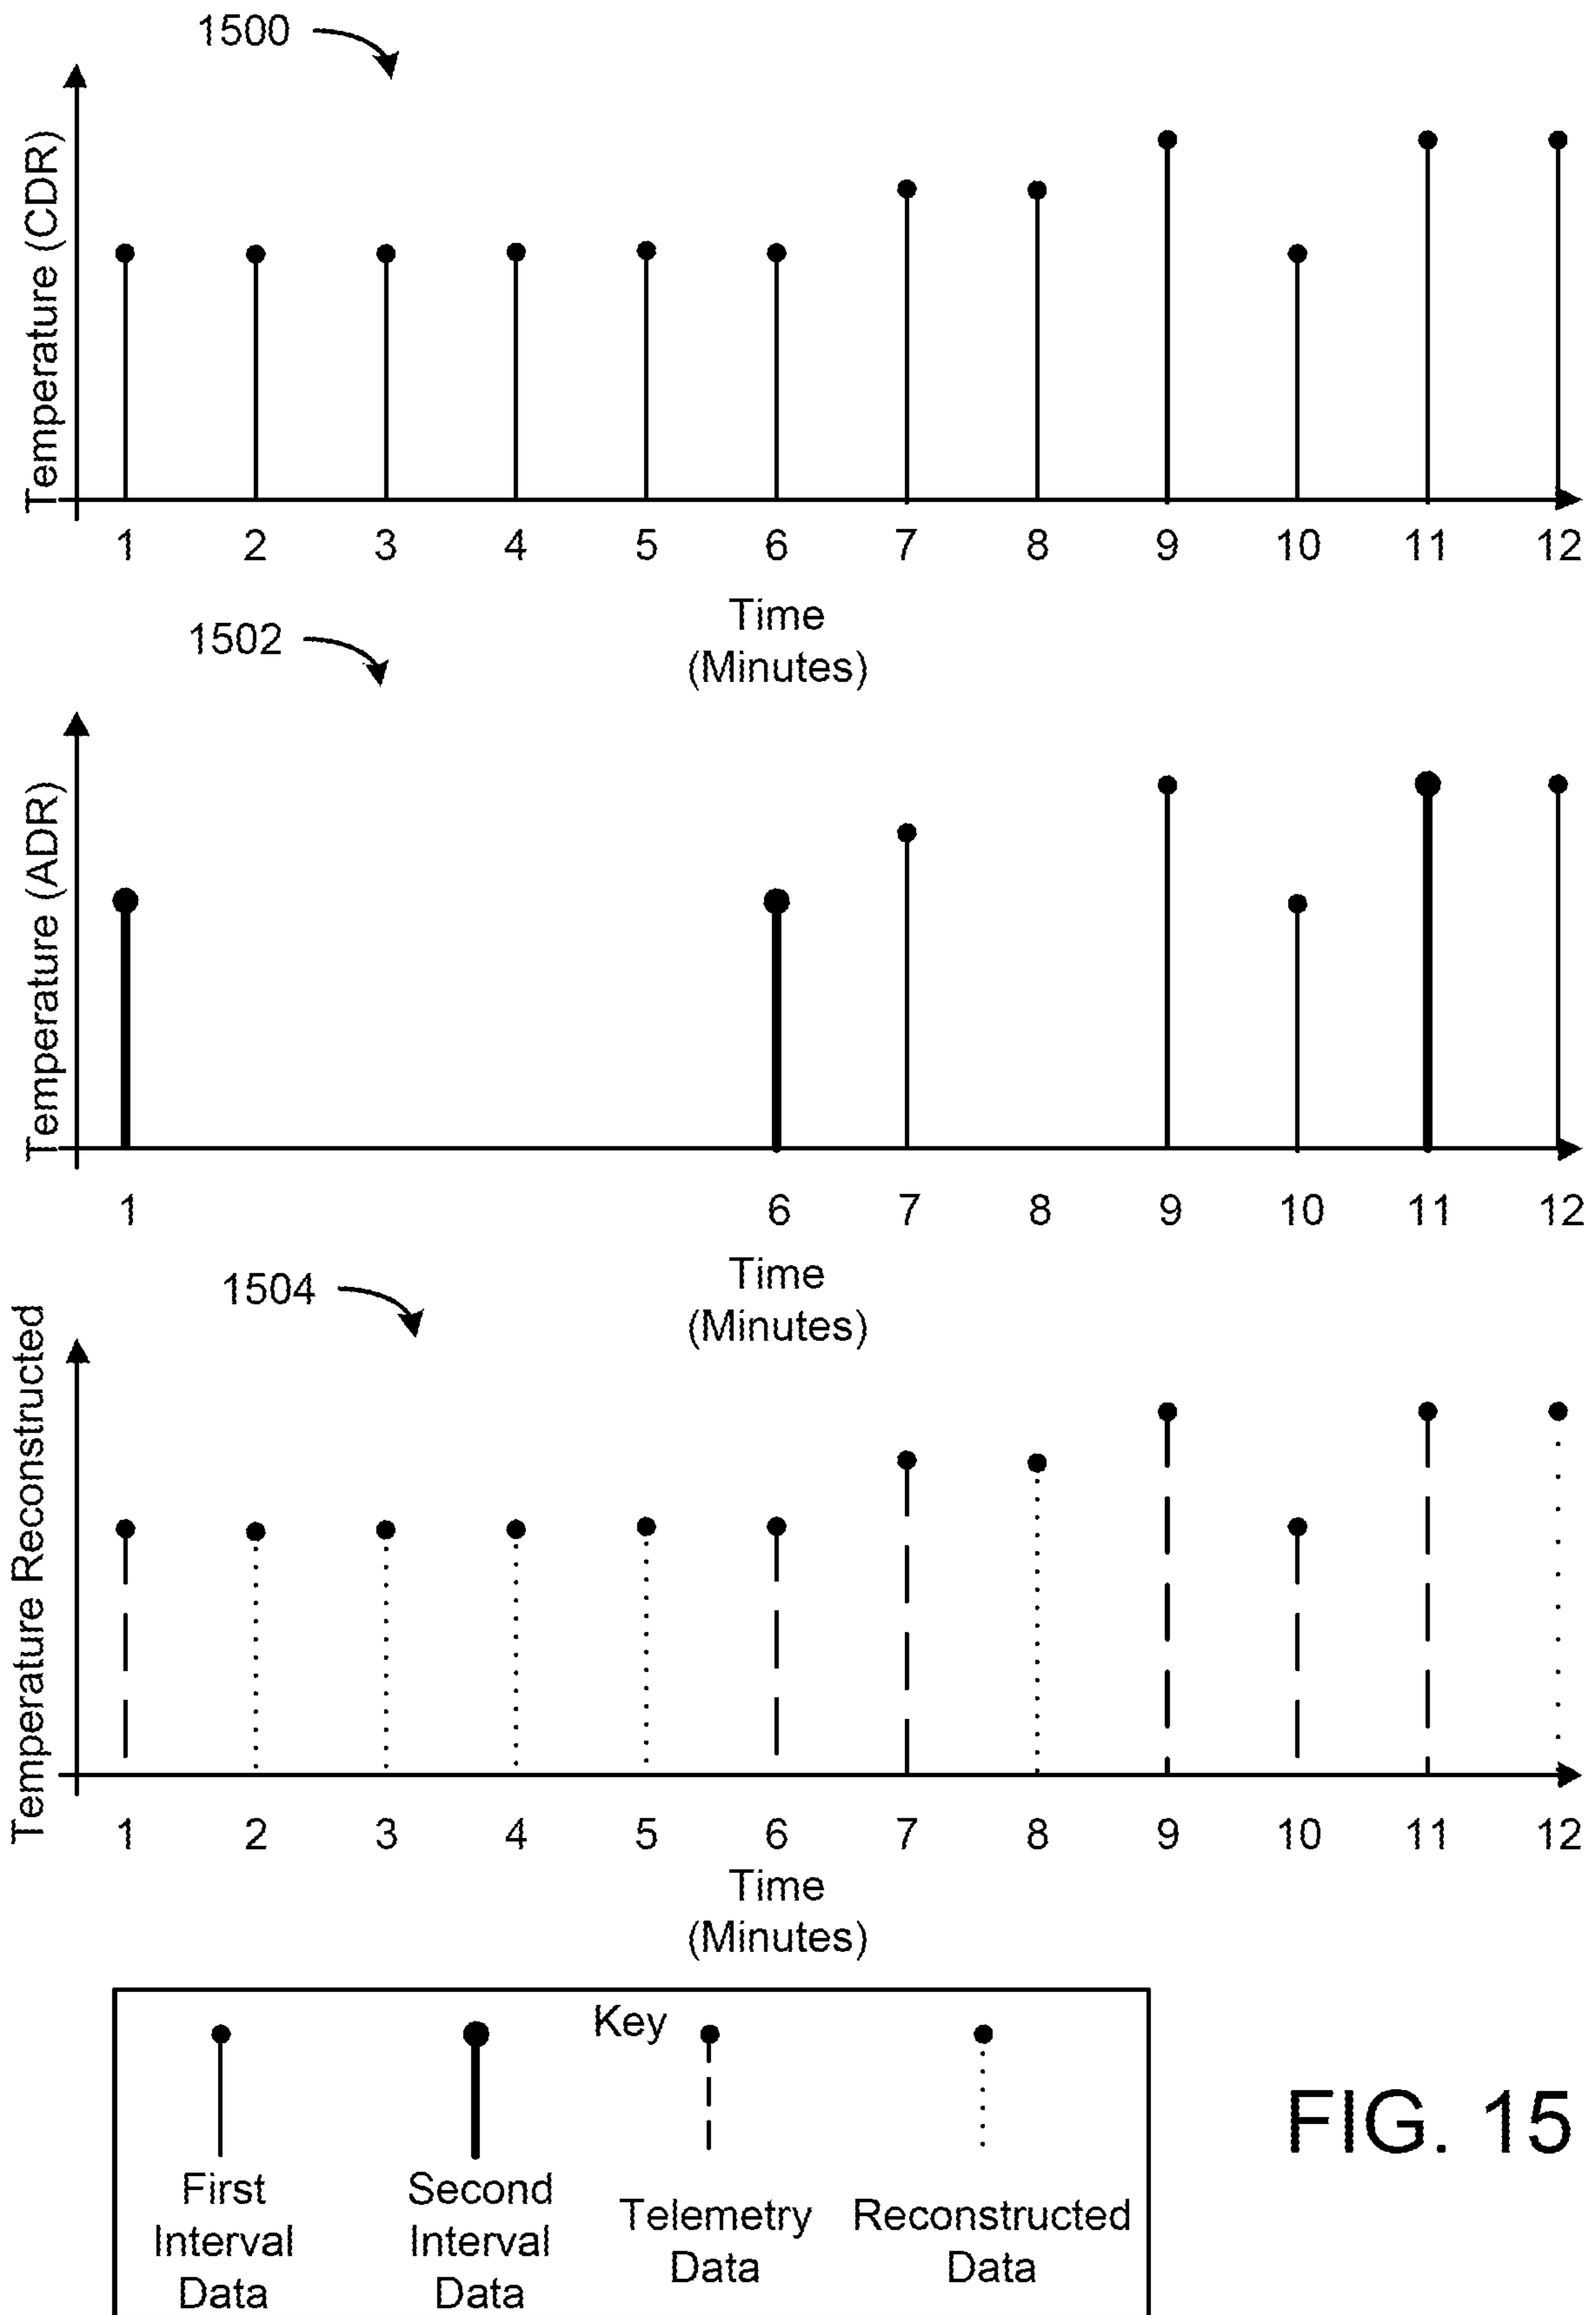 1500
Temperature (CDR)
1 2 3 4 5 6 7 8 9 10 11 12
Time
(Minutes)
1502
Temperature (ADR)
1 6 7 8 9 10 11 12
Time
(Minutes)
1504
Temperature Reconstructed
1 2 3 4 5 6 7 8 9 10 11 12
Time
(Minutes)
Key
First
Interval
Data
Second
Interval
Data
Telemetry
Data
Reconstructed
Data
FIG. 15